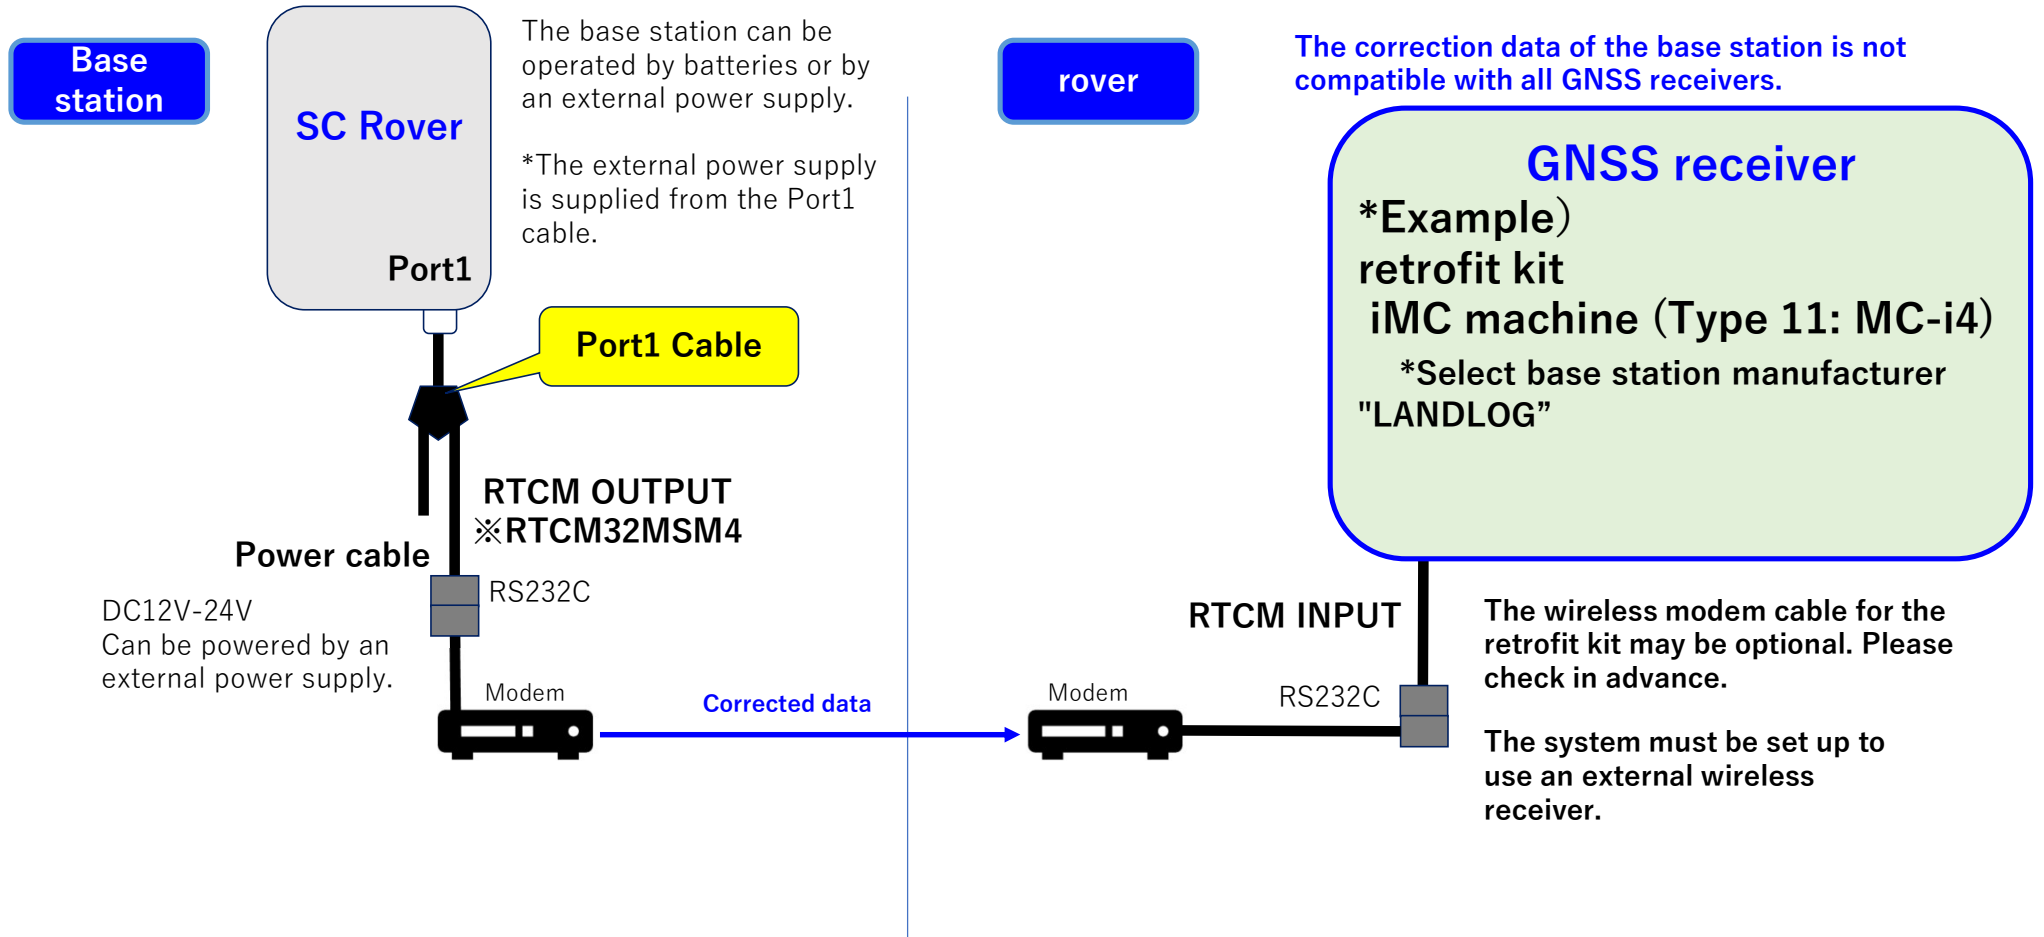 Base
station
SC Rover
Port1
The base station can be
operated by batteries or by
an external power supply.
*The external power supply
is supplied from the Port1
cable.
Port1 Cable
RTCM OUTPUT
※RTCM32MSM4
Power cable
RS232C
DC12V-24V
Can be powered by an
external power supply.
Modem
Corrected data
rover
The correction data of the base station is not
compatible with all GNSS receivers.
GNSS receiver
*Example）
retrofit kit
iMC machine (Type 11: MC-i4)
*Select base station manufacturer
"LANDLOG”
RTCM INPUT
Modem
RS232C
The wireless modem cable for the
retrofit kit may be optional. Please
check in advance.
The system must be set up to
use an external wireless
receiver.